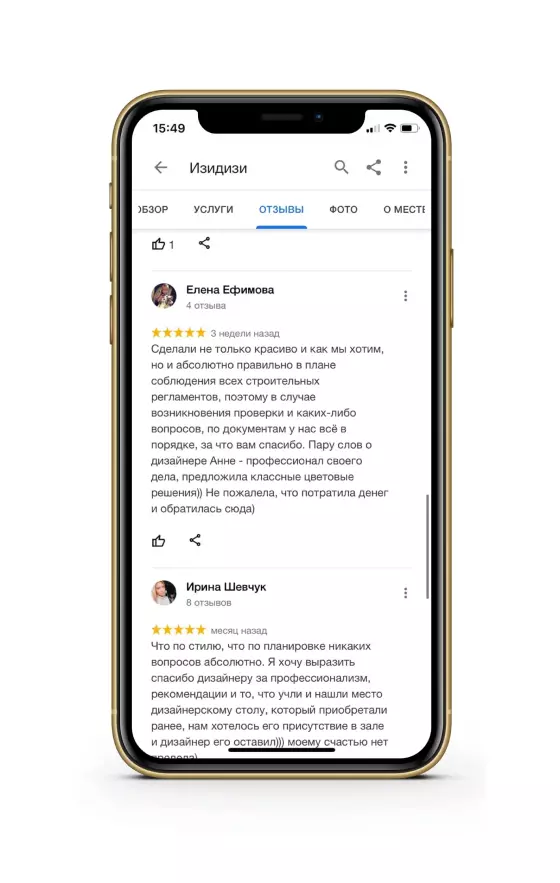 15:49
Изидизи
ОБЗОР УСЛУГИ ОТЗЫВЫ ФОТО О МЕСТЕ
1
Елена Ефимова
4 отзыва
3 недели назад
Сделали не только красиво и как мы хотим,
но и абсолютно правильно в плане
соблюдения всех строительных
регламентов, поэтому в случае
возникновения проверки и каких-либо
вопросов, по документам у нас всё в
порядке, за что вам спасибо. Пару слов о
дизайнере Анне - профессионал своего
дела, предложила классные цветовые
решения)) Не пожалела, что потратила денег
и обратилась сюда)
Ирина Шевчук
8 отзывов
месяц назад
Что по стилю, что по планировке никаких
вопросов абсолютно. Я хочу выразить
спасибо дизайнеру за профессионализм,
рекомендации и то, что учли и нашли место
дизайнерскому столу, который приобретали
ранее, нам хотелось его присутствие в зале
и дизайнер его оставил))) моему счастью нет